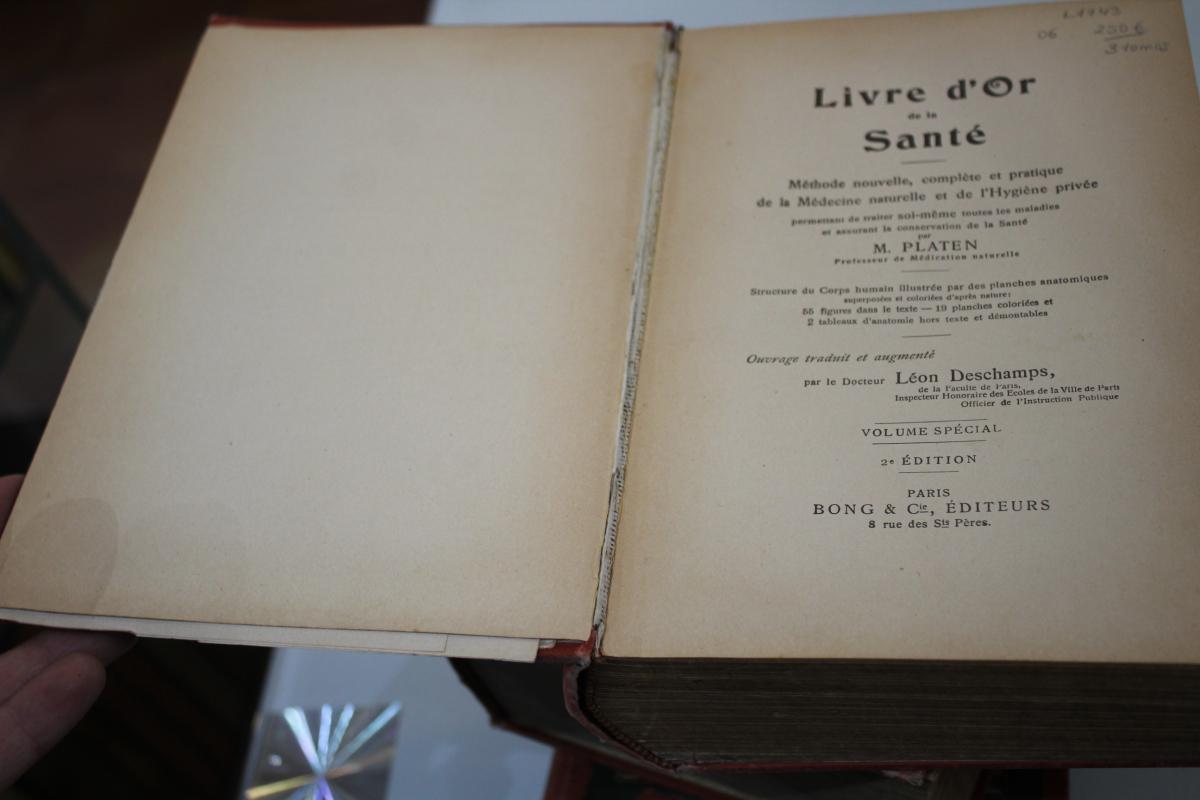 L1743
06 250 €
3 tomos
Livre d'Or
de la
Santé
Méthode nouvelle, complète et pratique
de la Médecine naturelle et de l'Hygiène privée
permettant de traiter soi-même toutes les maladies
et assurant la conservation de la Santé
par
M. PLATEN
Professeur de Médication naturelle
Structure du Corps humain illustrée par des planches anatomiques
superposées et coloriées d'après nature:
55 figures dans le texte — 19 planches coloriées et
2 tableaux d'anatomie hors texte et démontables
Ouvrage traduit et augmenté
par le Docteur Léon Deschamps,
de la Faculté de Paris,
Inspecteur Honoraire des Ecoles de la Ville de Paris
Officier de l'Instruction Publique
VOLUME SPÉCIAL
2e ÉDITION
PARIS
BONG & Cie, ÉDITEURS
8 rue des Sts Pères.